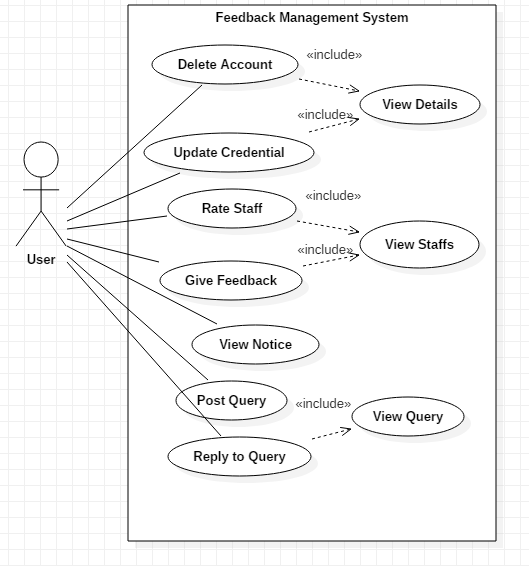 Feedback Management System
«include»
Delete Account
View Details
«include»
Update Credential
«include»
Rate Staff
View Staffs
«include»
User
Give Feedback
View Notice
Post Query
«include»
View Query
Reply to Query